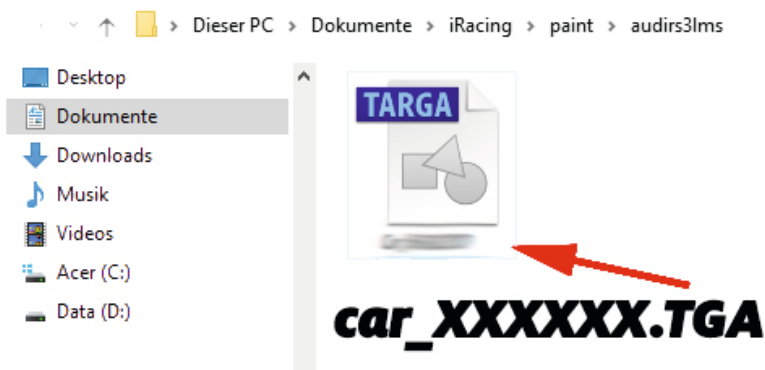 Dieser PC > Dokumente > iRacing > paint > audirs3lms
Desktop
Dokumente
Downloads
Musik
Videos
Acer (C:)
Data (D:)
TARGA
car_XXXXXX.TGA